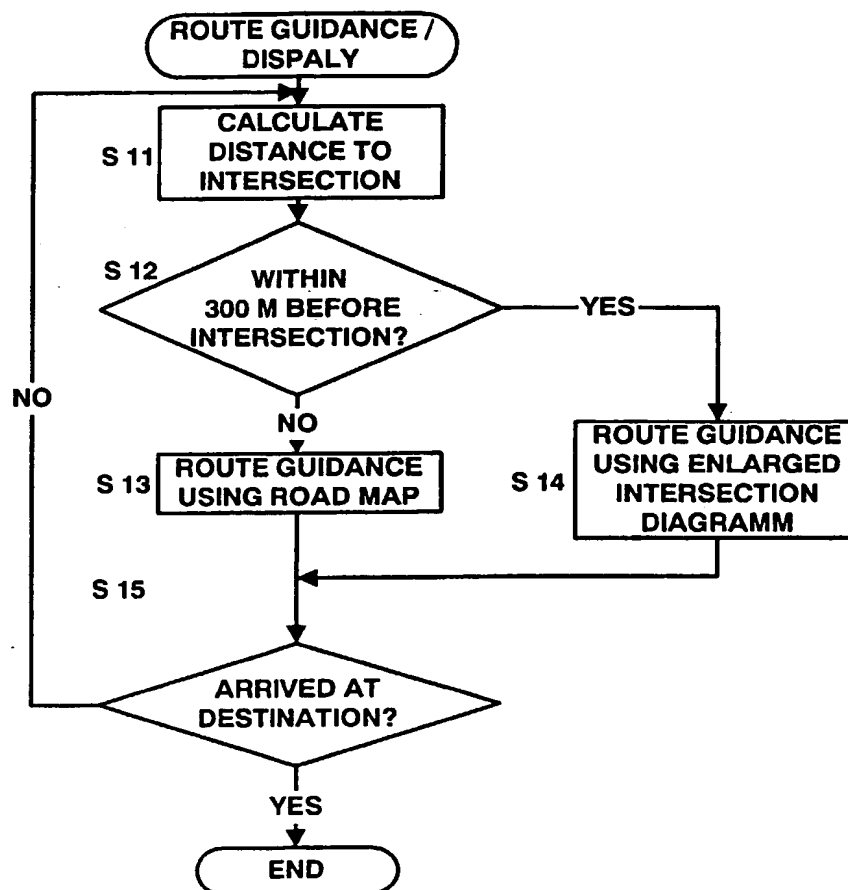 ROUTE GUIDANCE /
DISPALY
S 11
CALCULATE
DISTANCE TO
INTERSECTION
S 12
WITHIN
300 M BEFORE
INTERSECTION?
YES
NO
NO
S 13
ROUTE GUIDANCE
USING ROAD MAP
S 14
ROUTE GUIDANCE
USING ENLARGED
INTERSECTION
DIAGRAMM
S 15
ARRIVED AT
DESTINATION?
YES
END